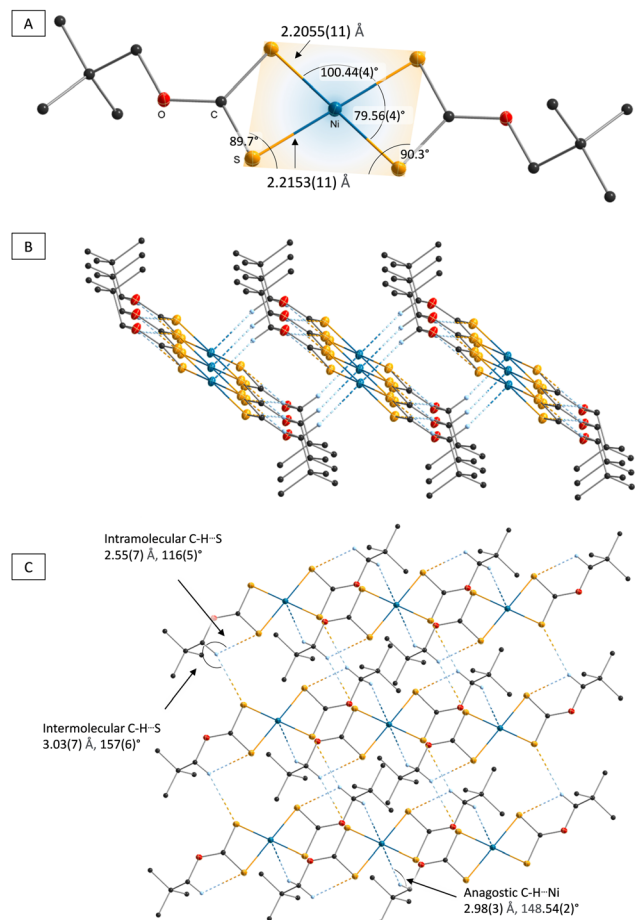 A
2.2055(11) Å
100.44(4)°
79.56(4)°
Ni
O
C
S
89.7°
90.3°
2.2153(11) Å
B
C
Intramolecular C-H···S
2.55(7) Å, 116(5)°
Intermolecular C-H···S
3.03(7) Å, 157(6)°
Anagostic C-H···Ni
2.98(3) Å, 148.54(2)°